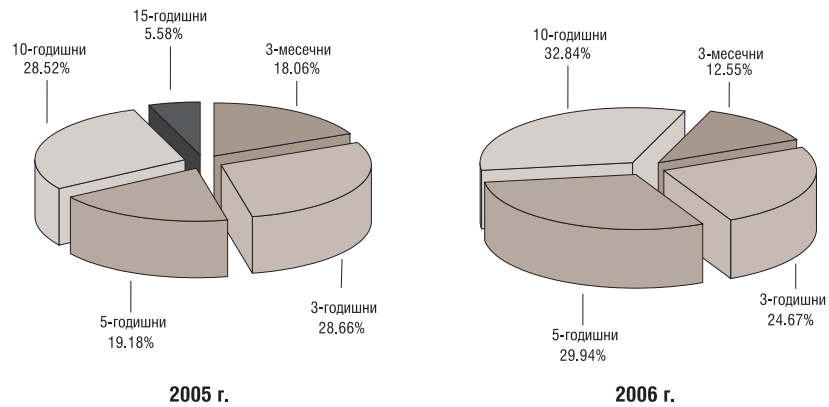 15-годишни
5.58%
10-годишни
28.52%
3-месечни
18.06%
5-годишни
19.18%
3-годишни
28.66%
2005 г.
10-годишни
32.84%
3-месечни
12.55%
5-годишни
29.94%
3-годишни
24.67%
2006 г.